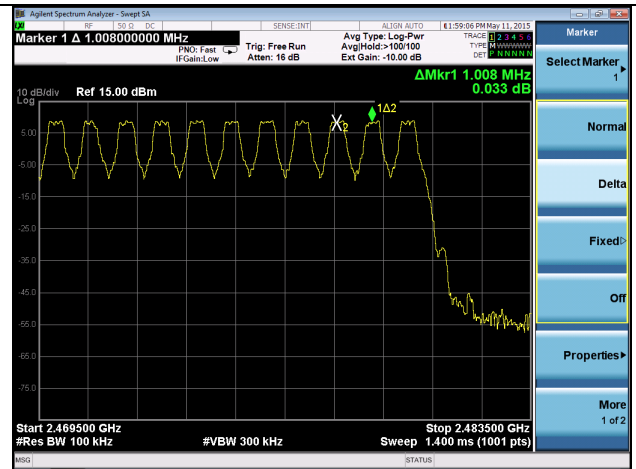 Agilent Spectrum Analyzer - Swept SA
RF 50 Ω DC SENSE:INT ALIGN AUTO 11:59:06 PM May 11, 2015
Marker 1 Δ 1.008000000 MHz
PNO: Fast
IFGain:Low
Trig: Free Run
Atten: 16 dB
Avg Type: Log-Pwr
Avg|Hold:>100/100
Ext Gain: -10.00 dB
TRACE 1 2 3 4 5 6
TYPE M W W W W W
DET P N N N N N
ΔMkr1 1.008 MHz
0.033 dB
10 dB/div Ref 15.00 dBm
Log
1Δ2
X2
5.00
-5.00
-15.0
-25.0
-35.0
-45.0
-55.0
-65.0
-75.0
Start 2.469500 GHz Stop 2.483500 GHz
#Res BW 100 kHz #VBW 300 kHz Sweep 1.400 ms (1001 pts)
MSG STATUS
Marker
Select Marker
1
Normal
Delta
Fixed
Off
Properties
More
1 of 2